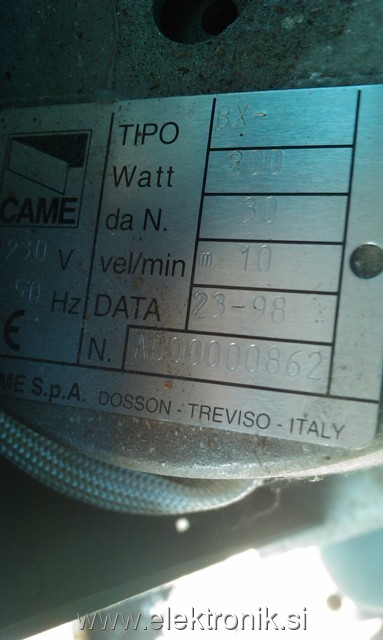 TIPO BX-
Watt 200
CAME da N. 30
230 V vel/min m 10
50 Hz DATA 23-98
CE N. A000000862
ME S.p.A. DOSSON - TREVISO - ITALY
www.elektronik.si